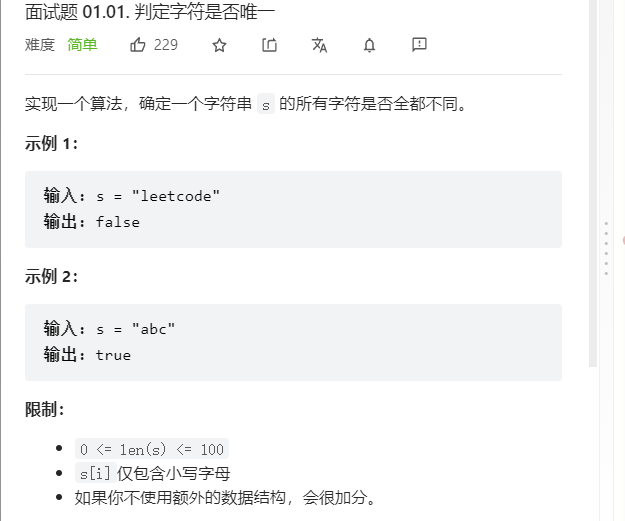 面试题 01.01. 判定字符是否唯一
难度 简单 229
实现一个算法，确定一个字符串 s 的所有字符是否全都不同。
示例 1：
输入: s = "leetcode"
输出: false
示例 2：
输入: s = "abc"
输出: true
限制：
0 <= len(s) <= 100
s[i]仅包含小写字母
如果你不使用额外的数据结构，会很加分。